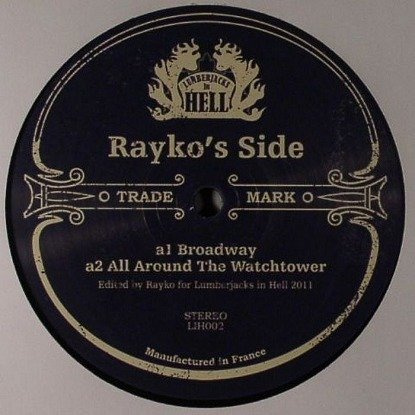 LUMBERJACKS
IN
HELL
Rayko's Side
TRADE MARK
a1 Broadway
a2 All Around The Watchtower
Edited by Rayko for Lumberjacks in Hell 2011
STEREO
LIH002
Manufactured in France